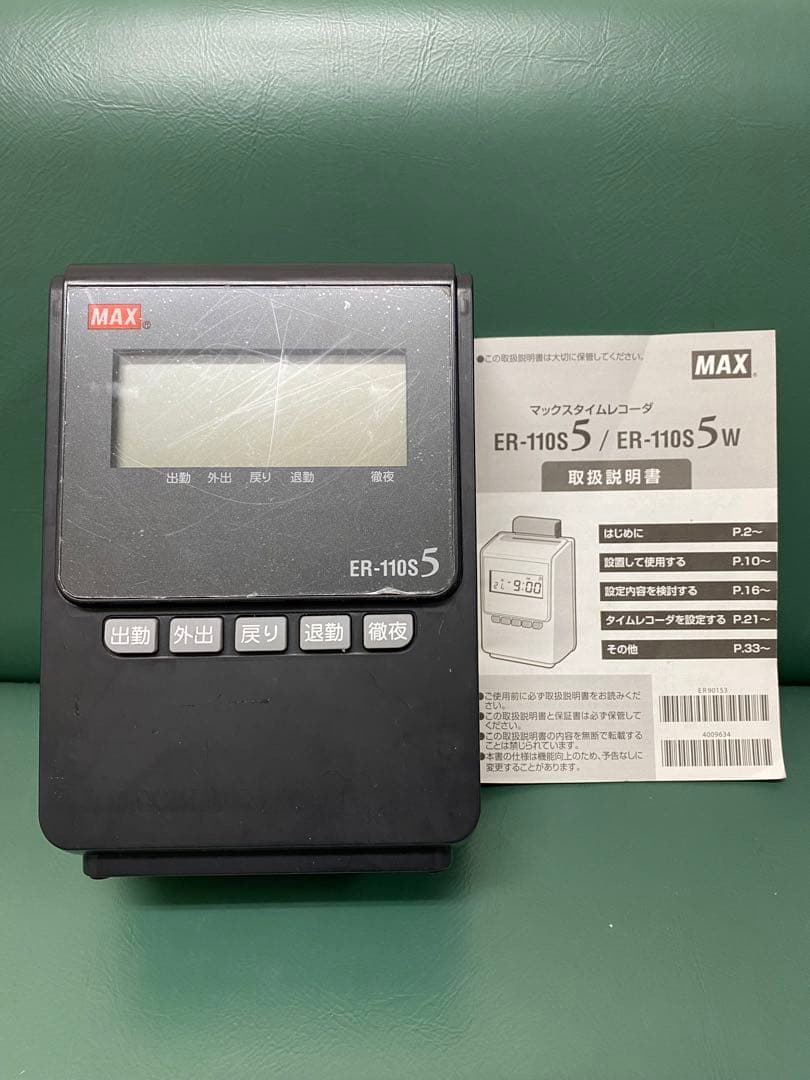 MAX
出勤 外出 戻り 退勤 徹夜
ER-110S5
出勤 外出 戻り 退勤 徹夜
●この取扱説明書は大切に保管してください。
MAX
マックスタイムレコーダ
ER-110S5 / ER-110S5W
取扱説明書
はじめに P.2～
設置して使用する P.10～
設定内容を検討する P.16～
タイムレコーダを設定する P.21～
その他 P.33～
9:00
●ご使用前に必ず取扱説明書をお読みくだ
さい。
●この取扱説明書と保証書は必ず保管して
ください。
●この取扱説明書の内容を無断で転載する
ことは禁じられています。
●本書の仕様は機能向上のため、予告なしに
変更することがあります。
ER90153
4009634